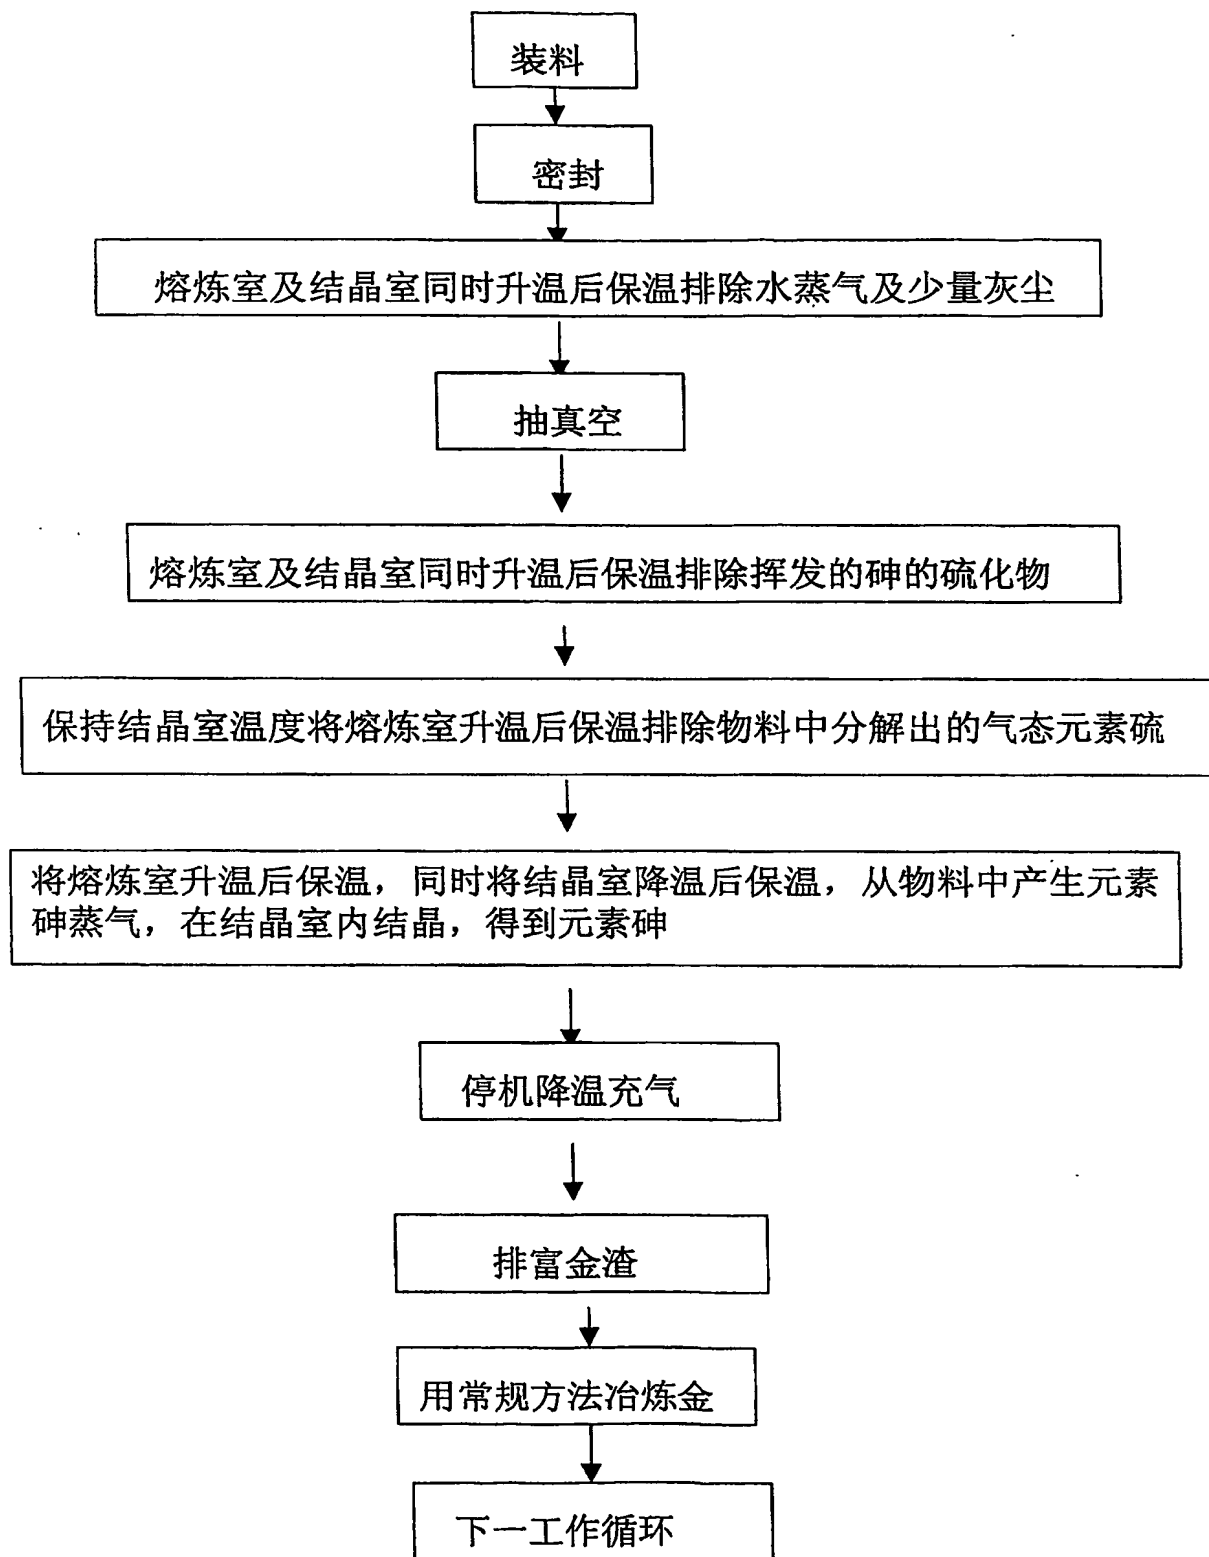 装料
密封
熔炼室及结晶室同时升温后保温排除水蒸气及少量灰尘
抽真空
熔炼室及结晶室同时升温后保温排除挥发的砷的硫化物
保持结晶室温度将熔炼室升温后保温排除物料中分解出的气态元素硫
将熔炼室升温后保温，同时将结晶室降温后保温，从物料中产生元素
砷蒸气，在结晶室内结晶，得到元素砷
停机降温充气
排富金渣
用常规方法冶炼金
下一工作循环